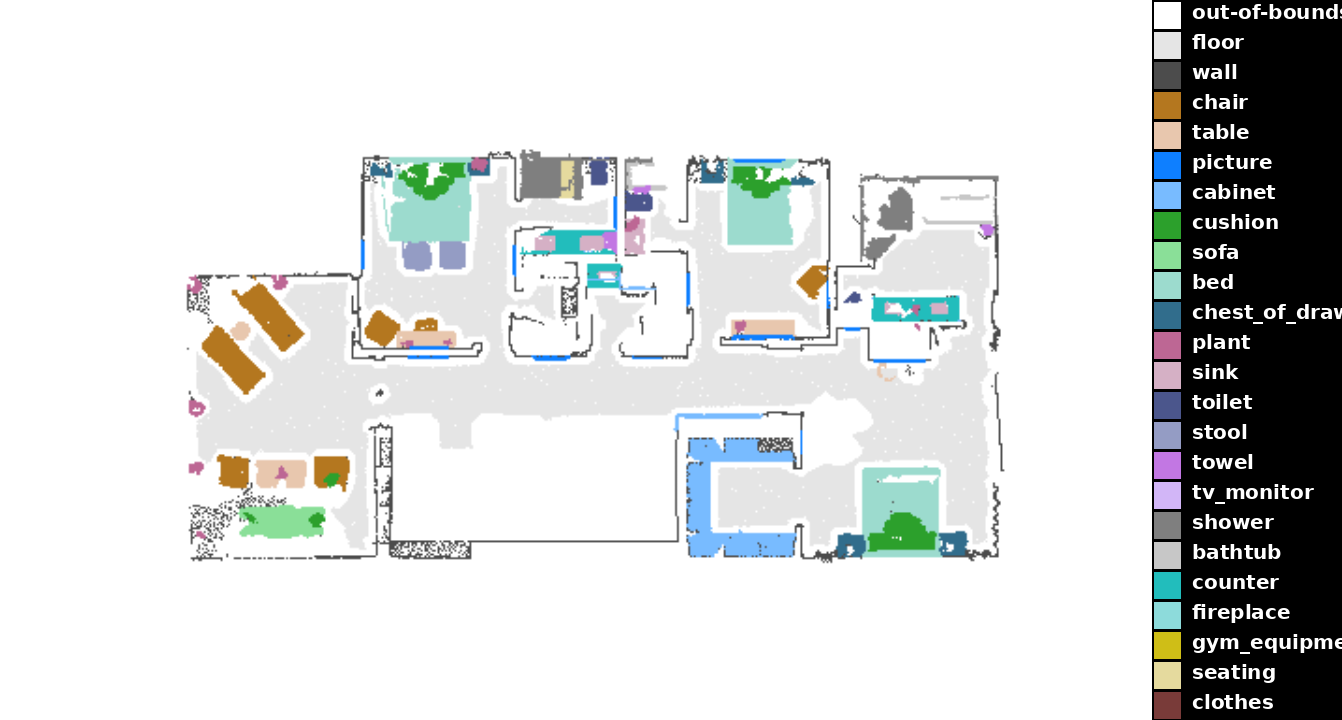 out-of-bounds
floor
wall
chair
table
picture
cabinet
cushion
sofa
bed
chest_of_draw
plant
sink
toilet
stool
towel
tv_monitor
shower
bathtub
counter
fireplace
gym_equipme
seating
clothes